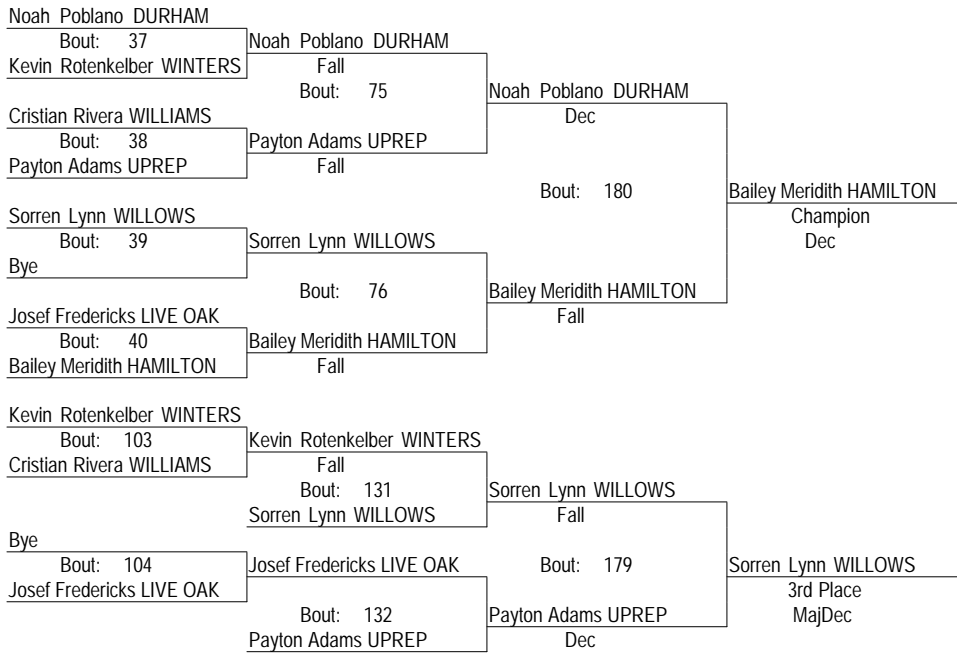 Noah Poblano DURHAM
Bout: 37
Noah Poblano DURHAM
Kevin Rotenkelber WINTERS
Fall
Bout: 75
Noah Poblano DURHAM
Cristian Rivera WILLIAMS
Dec
Bout: 38
Payton Adams UPREP
Payton Adams UPREP
Fall
Bout: 180
Bailey Meridith HAMILTON
Sorren Lynn WILLOWS
Champion
Bout: 39
Sorren Lynn WILLOWS
Dec
Bye
Bout: 76
Bailey Meridith HAMILTON
Josef Fredericks LIVE OAK
Fall
Bout: 40
Bailey Meridith HAMILTON
Bailey Meridith HAMILTON
Fall
Kevin Rotenkelber WINTERS
Bout: 103
Kevin Rotenkelber WINTERS
Cristian Rivera WILLIAMS
Fall
Bout: 131
Sorren Lynn WILLOWS
Sorren Lynn WILLOWS
Fall
Bye
Bout: 104
Josef Fredericks LIVE OAK
Bout: 179
Sorren Lynn WILLOWS
Josef Fredericks LIVE OAK
3rd Place
Bout: 132
Payton Adams UPREP
MajDec
Payton Adams UPREP
Dec